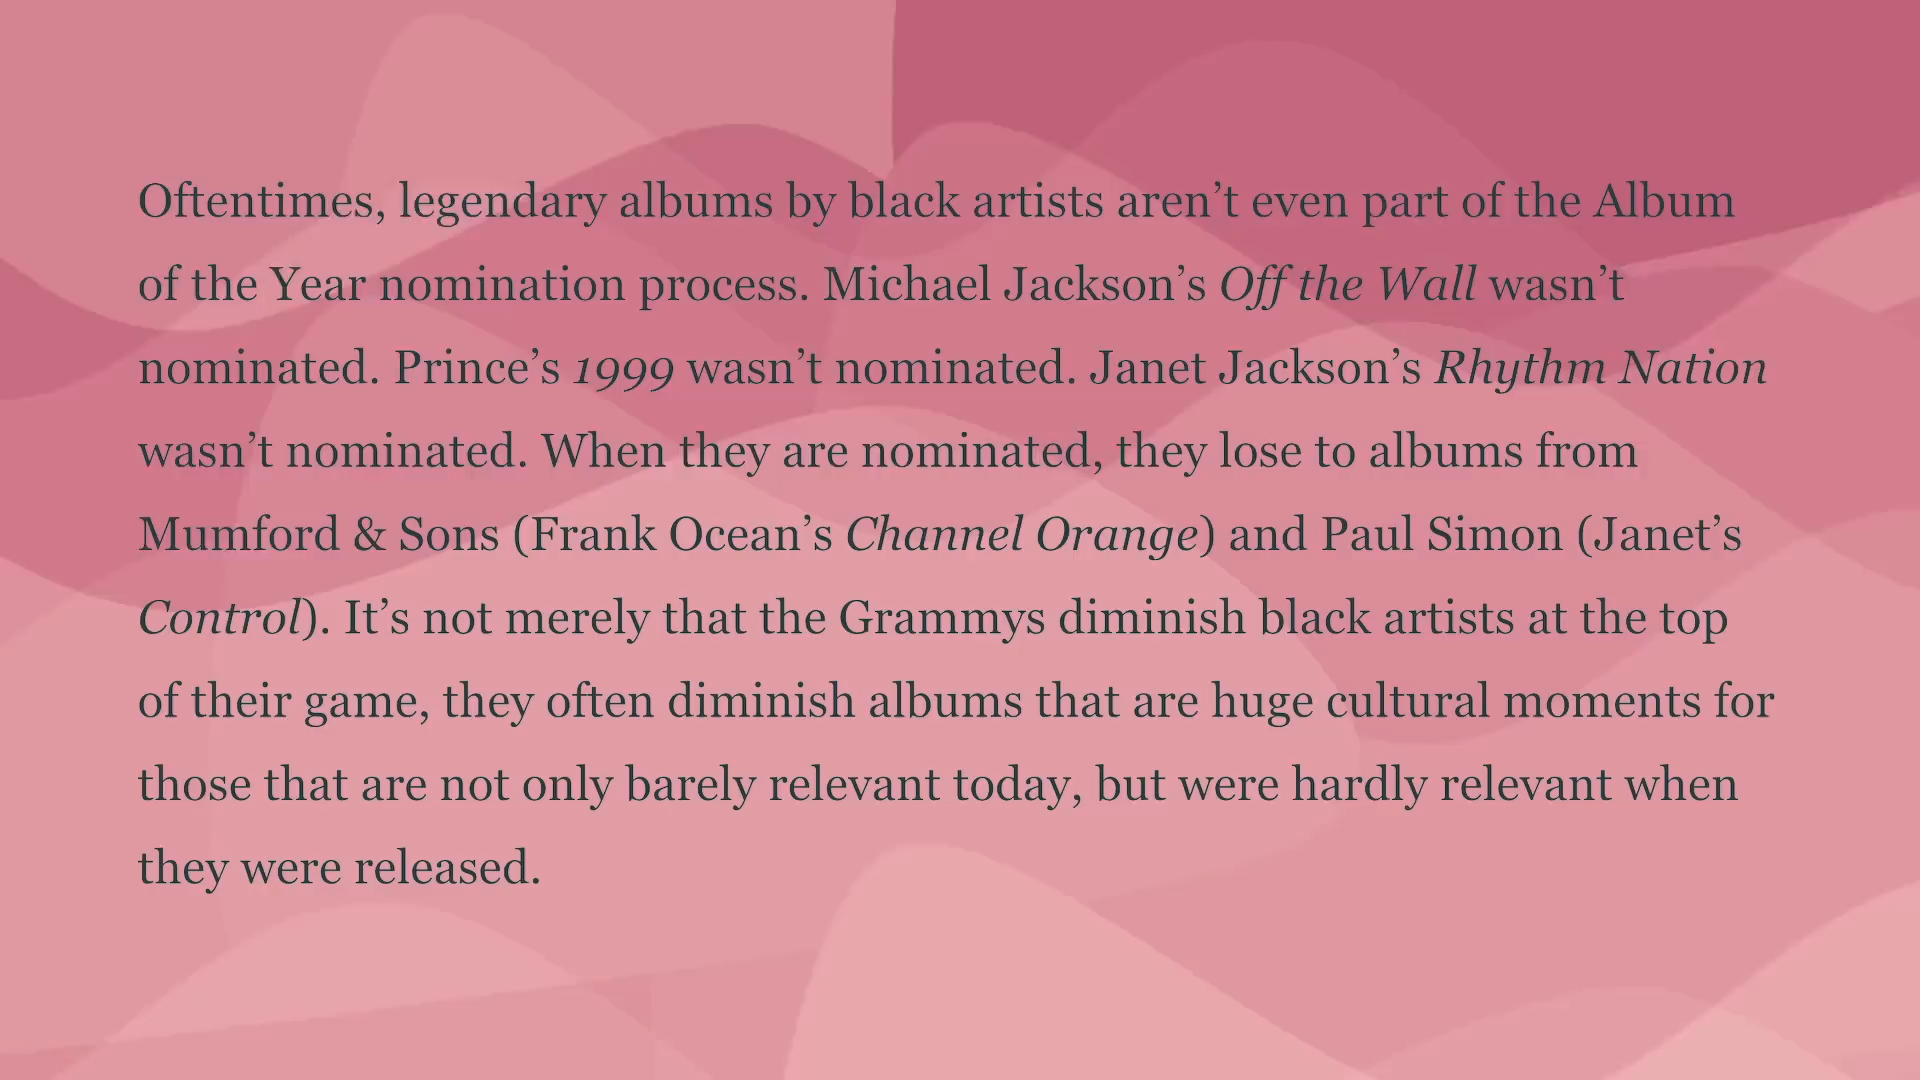 Oftentimes, legendary albums by black artists aren’t even part of the Album
of the Year nomination process. Michael Jackson’s Off the Wall wasn’t
nominated. Prince’s 1999 wasn’t nominated. Janet Jackson’s Rhythm Nation
wasn’t nominated. When they are nominated, they lose to albums from
Mumford & Sons (Frank Ocean’s Channel Orange) and Paul Simon (Janet’s
Control). It’s not merely that the Grammys diminish black artists at the top
of their game, they often diminish albums that are huge cultural moments for
those that are not only barely relevant today, but were hardly relevant when
they were released.